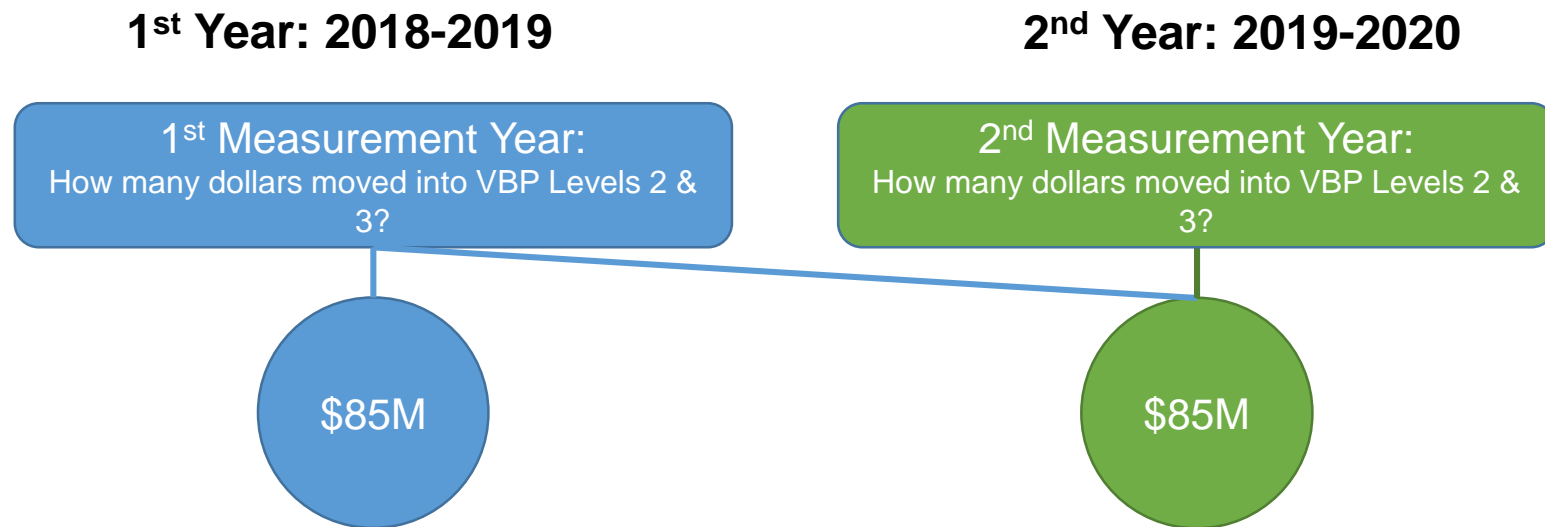 1st Year: 2018-2019
2nd Year: 2019-2020
1st Measurement Year:
How many dollars moved into VBP Levels 2 &
3?
2nd Measurement Year:
How many dollars moved into VBP Levels 2 &
3?
$85M
$85M